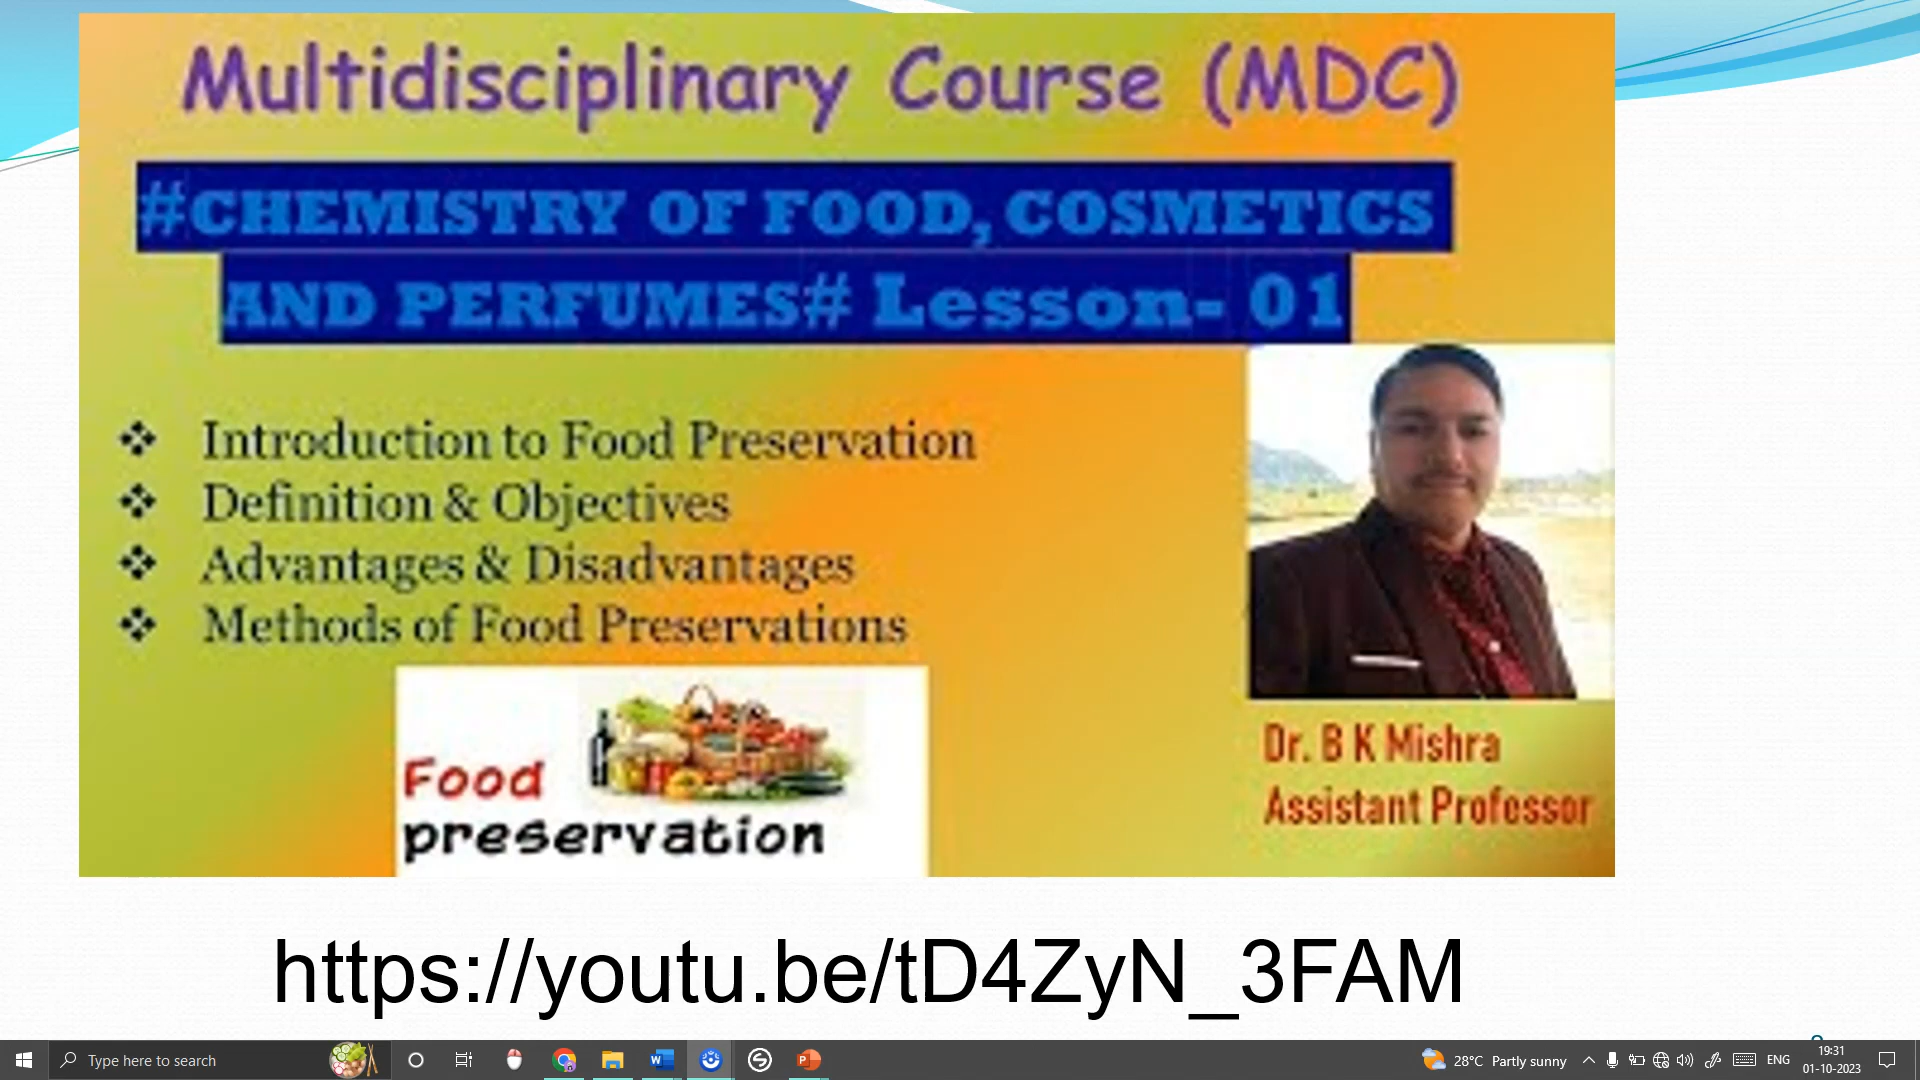 Multidisciplinary Course (MDC)
#CHEMISTRY OF FOOD, COSMETICS
AND PERFUMES# Lesson- 01
Introduction to Food Preservation
Definition & Objectives
Advantages & Disadvantages
Methods of Food Preservations
Food
preservation
Dr. B K Mishra
Assistant Professor
https://youtu.be/tD4ZyN_3FAM
Type here to search
28°C Partly sunny
ENG
19:31
01-10-2023